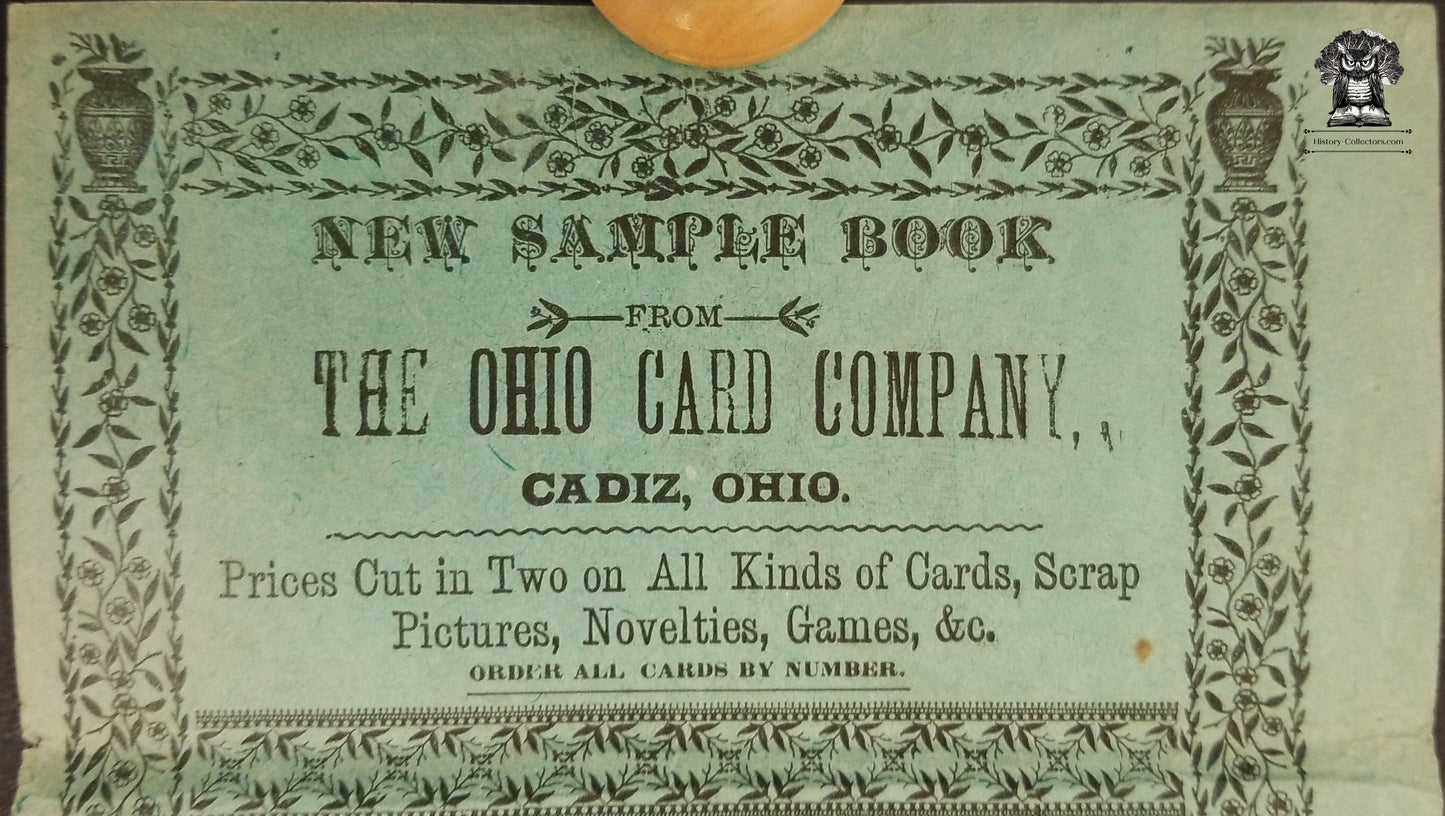 History Collectors.com
NEW SAMPLE BOOK
FROM
THE OHIO CARD COMPANY,
CADIZ, OHIO.
Prices Cut in Two on All Kinds of Cards, Scrap
Pictures, Novelties, Games, &c.
ORDER ALL CARDS BY NUMBER.